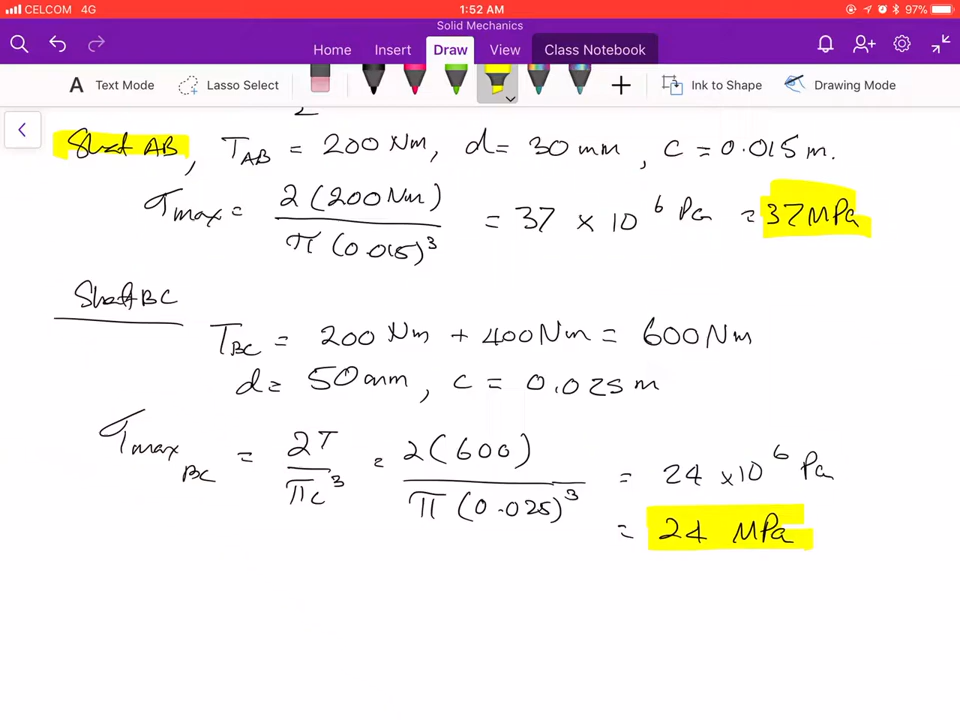 CELCOM 4G 1:52 AM 97%
Solid Mechanics
Home Insert Draw View Class Notebook
A Text Mode Lasso Select + Ink to Shape Drawing Mode
Shaft AB, T_AB = 200 Nm, d = 30 mm, c = 0.015 m.
τmax = 2(200 Nm) / π(0.015)³ = 37 × 10⁶ Pa = 37 MPa
Shaft BC
T_BC = 200 Nm + 400 Nm = 600 Nm
d = 50 mm, c = 0.025 m
τmax_BC = 2T / πc³ = 2(600) / π(0.025)³ = 24 × 10⁶ Pa
= 24 MPa